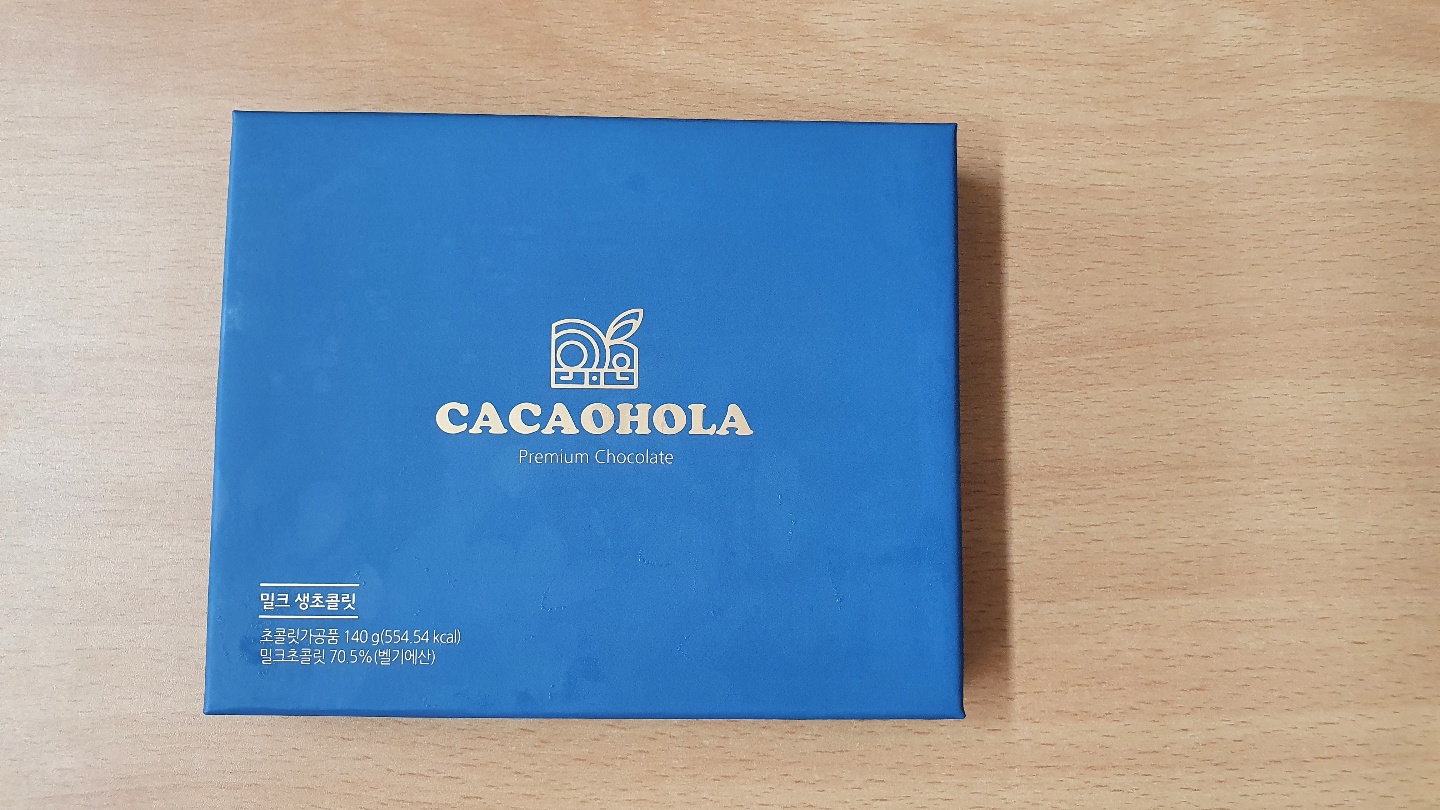 CACAOHOLA
Premium Chocolate
밀크 생초콜릿
초콜릿가공품 140 g(554.54 kcal)
밀크초콜릿 70.5%(벨기에산)